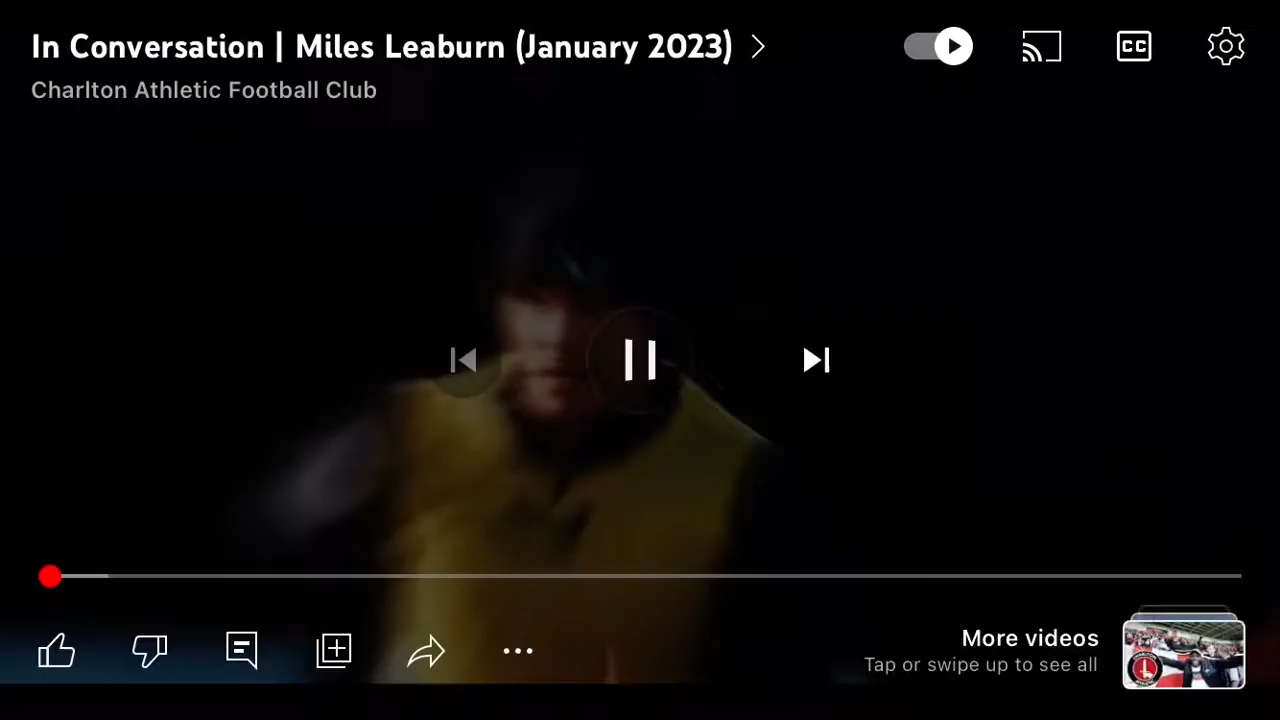 In Conversation | Miles Leaburn (January 2023)
Charlton Athletic Football Club
CC
More videos
Tap or swipe up to see all